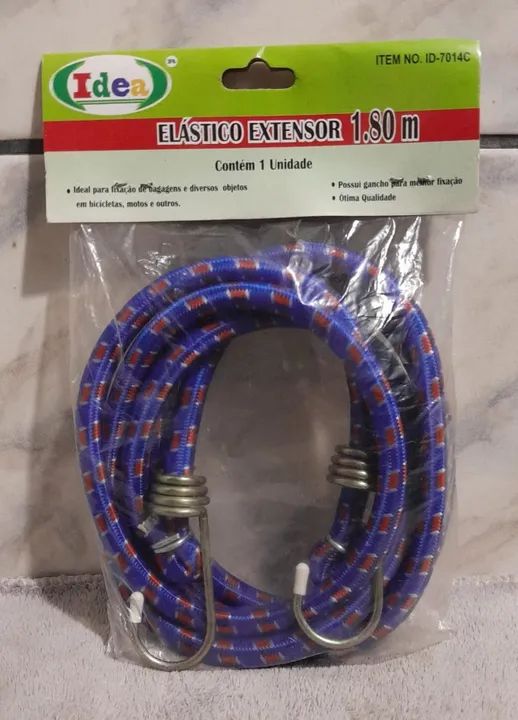 Idea
ITEM NO. ID-7014C
ELÁSTICO EXTENSOR 1.80 m
Contém 1 Unidade
• Ideal para fixação de bagagens e diversos objetos
em bicicletas, motos e outros.
• Possui gancho para melhor fixação
• Ótima Qualidade